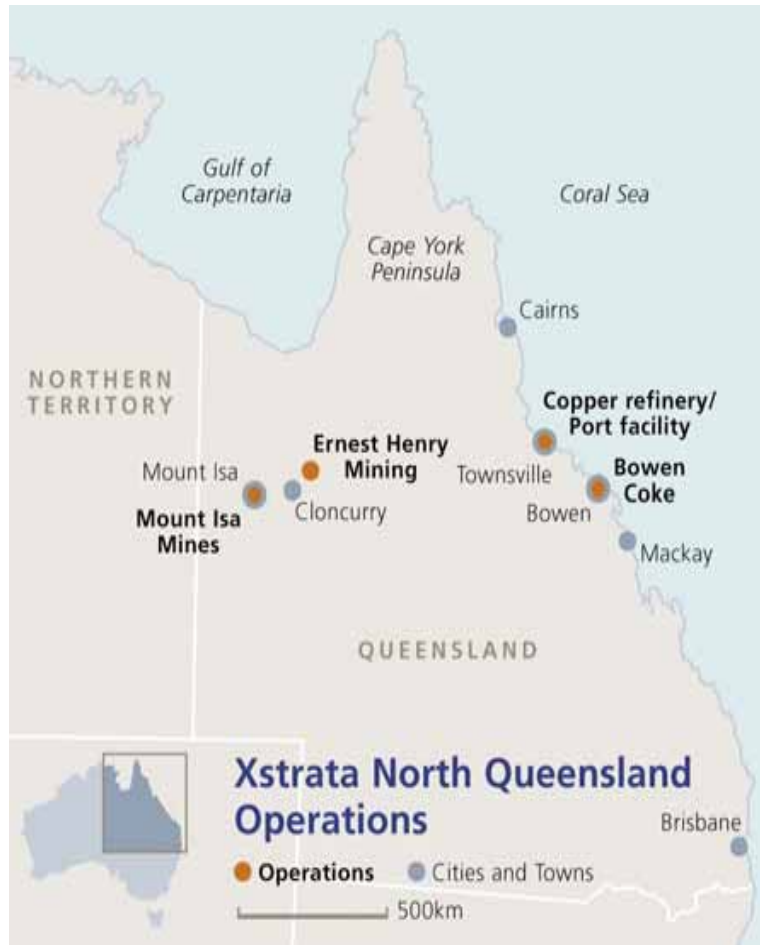 Gulf of
Carpentaria
Coral Sea
Cape York
Peninsula
Cairns
NORTHERN
TERRITORY
Copper refinery/
Port facility
Ernest Henry
Mining
Mount Isa
Townsville
Bowen
Coke
Mount Isa
Mines
Cloncurry
Bowen
Mackay
QUEENSLAND
Xstrata North Queensland
Operations
Brisbane
Operations
Cities and Towns
500km